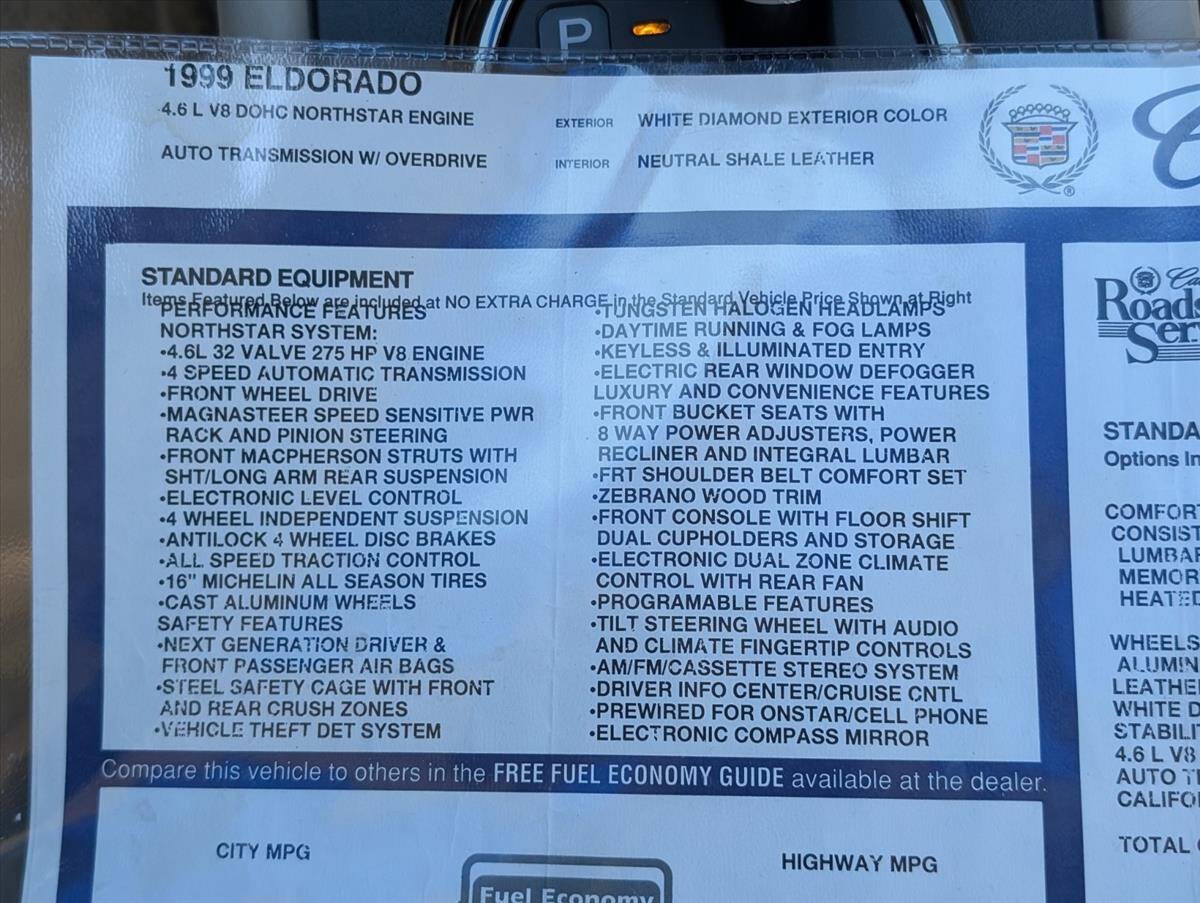 P
1999 ELDORADO
4.6 L V8 DOHC NORTHSTAR ENGINE
EXTERIOR WHITE DIAMOND EXTERIOR COLOR
AUTO TRANSMISSION W/ OVERDRIVE
INTERIOR NEUTRAL SHALE LEATHER
®
STANDARD EQUIPMENT
Items Featured Below are included at NO EXTRA CHARGE in the Standard Vehicle Price Shown at Right
PERFORMANCE FEATURES
NORTHSTAR SYSTEM:
•4.6L 32 VALVE 275 HP V8 ENGINE
•4 SPEED AUTOMATIC TRANSMISSION
•FRONT WHEEL DRIVE
•MAGNASTEER SPEED SENSITIVE PWR
RACK AND PINION STEERING
•FRONT MACPHERSON STRUTS WITH
SHT/LONG ARM REAR SUSPENSION
•ELECTRONIC LEVEL CONTROL
•4 WHEEL INDEPENDENT SUSPENSION
•ANTILOCK 4 WHEEL DISC BRAKES
•ALL SPEED TRACTION CONTROL
•16" MICHELIN ALL SEASON TIRES
•CAST ALUMINUM WHEELS
SAFETY FEATURES
•NEXT GENERATION DRIVER &
FRONT PASSENGER AIR BAGS
•STEEL SAFETY CAGE WITH FRONT
AND REAR CRUSH ZONES
•VEHICLE THEFT DET SYSTEM
•TUNGSTEN HALOGEN HEADLAMPS
•DAYTIME RUNNING & FOG LAMPS
•KEYLESS & ILLUMINATED ENTRY
•ELECTRIC REAR WINDOW DEFOGGER
LUXURY AND CONVENIENCE FEATURES
•FRONT BUCKET SEATS WITH
8 WAY POWER ADJUSTERS, POWER
RECLINER AND INTEGRAL LUMBAR
•FRT SHOULDER BELT COMFORT SET
•ZEBRANO WOOD TRIM
•FRONT CONSOLE WITH FLOOR SHIFT
DUAL CUPHOLDERS AND STORAGE
•ELECTRONIC DUAL ZONE CLIMATE
CONTROL WITH REAR FAN
•PROGRAMABLE FEATURES
•TILT STEERING WHEEL WITH AUDIO
AND CLIMATE FINGERTIP CONTROLS
•AM/FM/CASSETTE STEREO SYSTEM
•DRIVER INFO CENTER/CRUISE CNTL
•PREWIRED FOR ONSTAR/CELL PHONE
•ELECTRONIC COMPASS MIRROR
Compare this vehicle to others in the FREE FUEL ECONOMY GUIDE available at the dealer.
CITY MPG
Fuel Economy
HIGHWAY MPG
Roads
Ser
STANDA
Options In
COMFOR
CONSIST
LUMBAR
MEMOR
HEATED
WHEELS
ALUMIN
LEATHE
WHITE D
STABILI
4.6 L V8
AUTO T
CALIFO
TOTAL